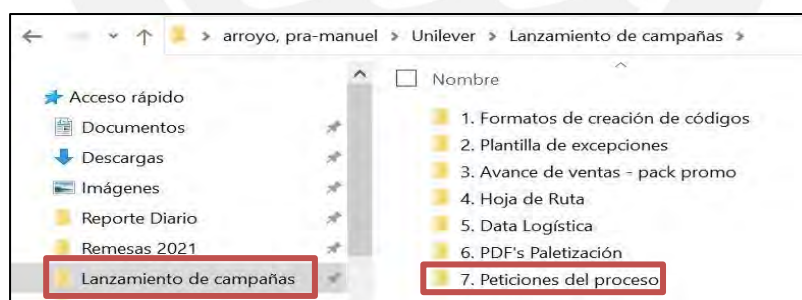 arroyo, pra-manuel > Unilever > Lanzamiento de campañas >
Acceso rápido
Documentos
Descargas
Imágenes
Reporte Diario
Remesas 2021
Lanzamiento de campañas
Nombre
1. Formatos de creación de códigos
2. Plantilla de excepciones
3. Avance de ventas - pack promo
4. Hoja de Ruta
5. Data Logística
6. PDF's Paletización
7. Peticiones del proceso